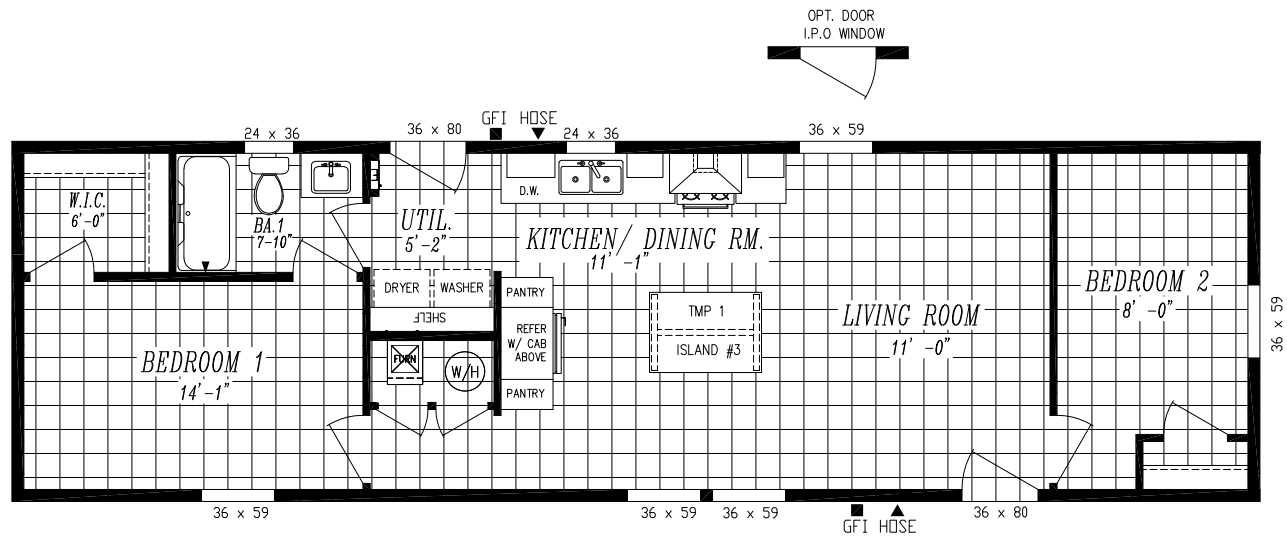 OPT. DOOR
I.P.O WINDOW
GFI HOSE
24 x 36
36 x 80
24 x 36
36 x 59
W.I.C.
6'-0"
BA.1
7-10"
UTIL.
5'-2"
D.W.
KITCHEN/ DINING RM.
11' -1"
BEDROOM 2
8' -0"
DRYER
WASHER
SHELF
PANTRY
REFER
W/ CAB
ABOVE
PANTRY
TMP 1
ISLAND #3
LIVING ROOM
11' -0"
36 x 59
BEDROOM 1
14'-1"
FURN
W/H
36 x 59
36 x 59
36 x 59
36 x 80
GFI HOSE